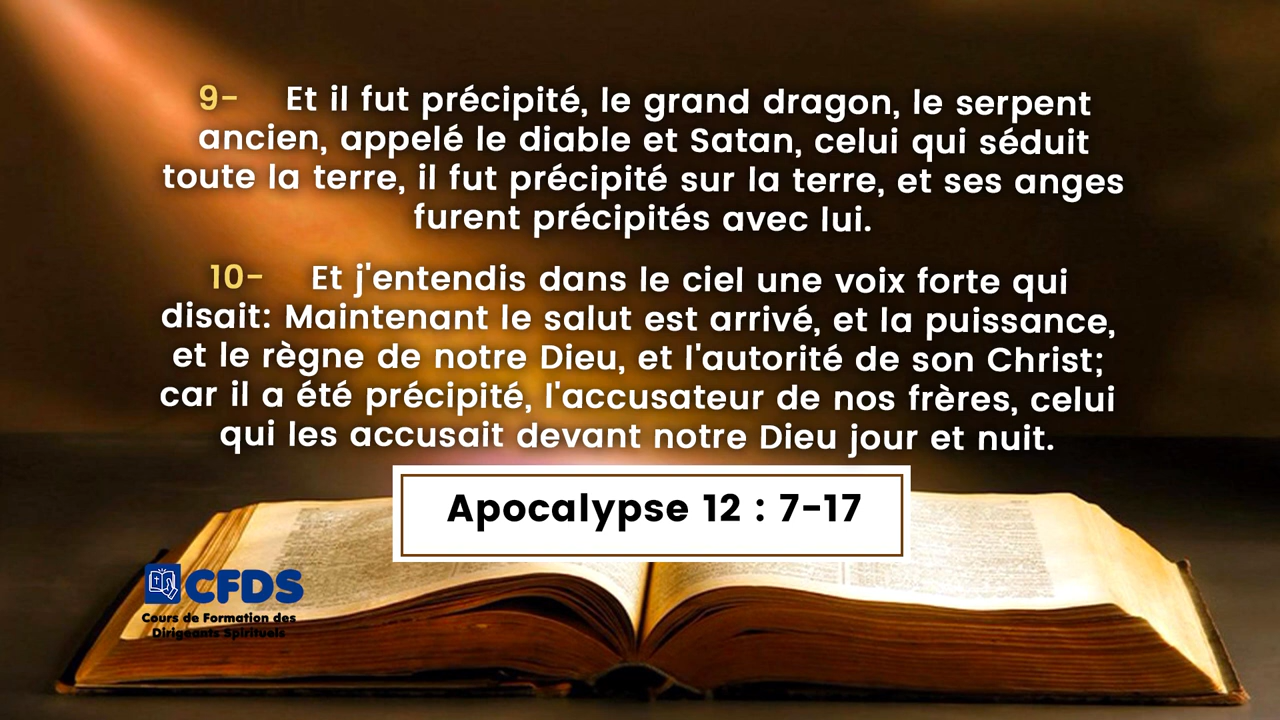 9- Et il fut précipité, le grand dragon, le serpent
ancien, appelé le diable et Satan, celui qui séduit
toute la terre, il fut précipité sur la terre, et ses anges
furent précipités avec lui.
10- Et j'entendis dans le ciel une voix forte qui
disait: Maintenant le salut est arrivé, et la puissance,
et le règne de notre Dieu, et l'autorité de son Christ;
car il a été précipité, l'accusateur de nos frères, celui
qui les accusait devant notre Dieu jour et nuit.
Apocalypse 12 : 7-17
CFDS
Cours de Formation des
Dirigeants Spirituels